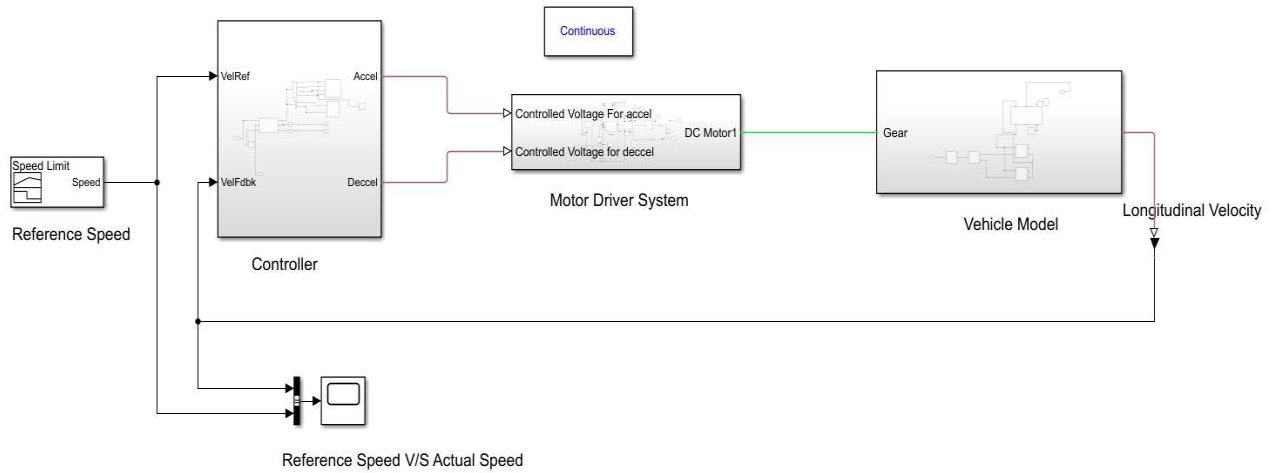 Continuous
VelRef
Accel
Controlled Voltage For accel
DC Motor1
Gear
Controlled Voltage for deccel
Speed Limit
Speed
VelFdbk
Deccel
Motor Driver System
Longitudinal Velocity
Vehicle Model
Reference Speed
Controller
Reference Speed V/S Actual Speed